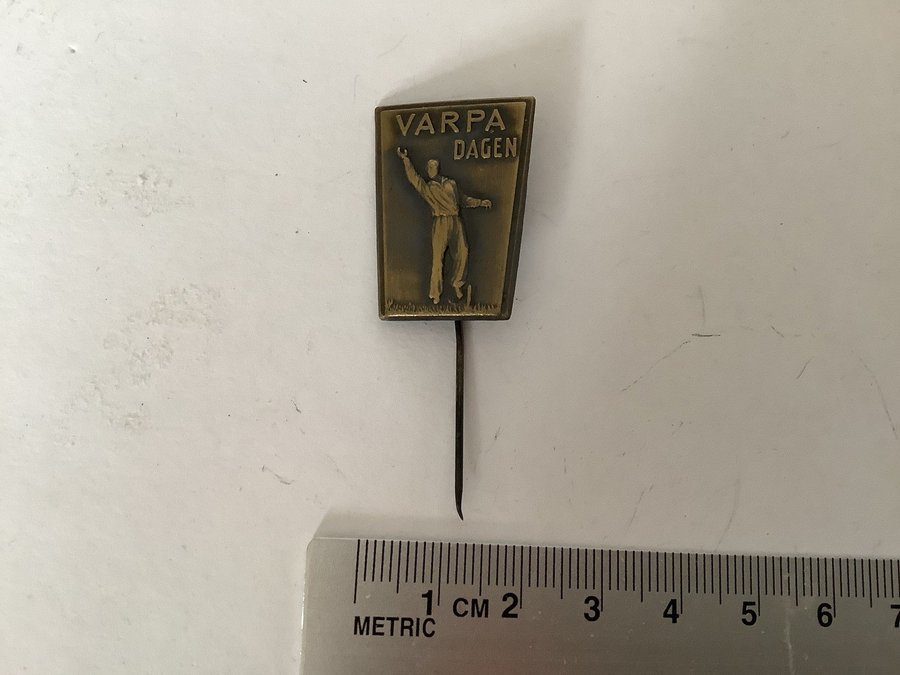 VARPA
DAGEN
1 CM 2 3 4 5 6 7
METRIC